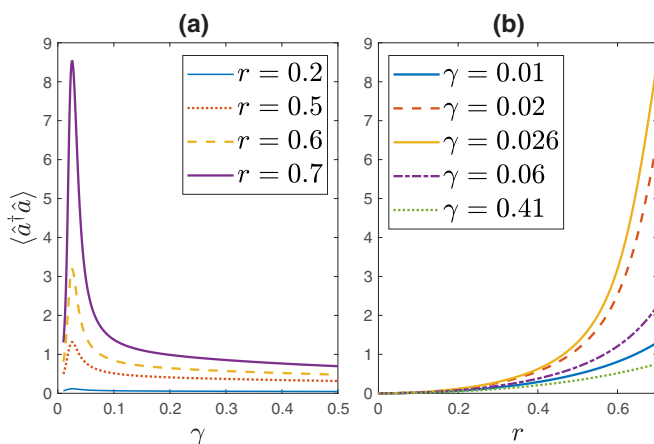 (a)
(b)
9
8
7
6
5
4
3
2
1
0
0 0.1 0.2 0.3 0.4 0.5
γ
⟨â†â⟩
r = 0.2
r = 0.5
r = 0.6
r = 0.7
9
8
7
6
5
4
3
2
1
0
0 0.2 0.4 0.6
r
γ = 0.01
γ = 0.02
γ = 0.026
γ = 0.06
γ = 0.41